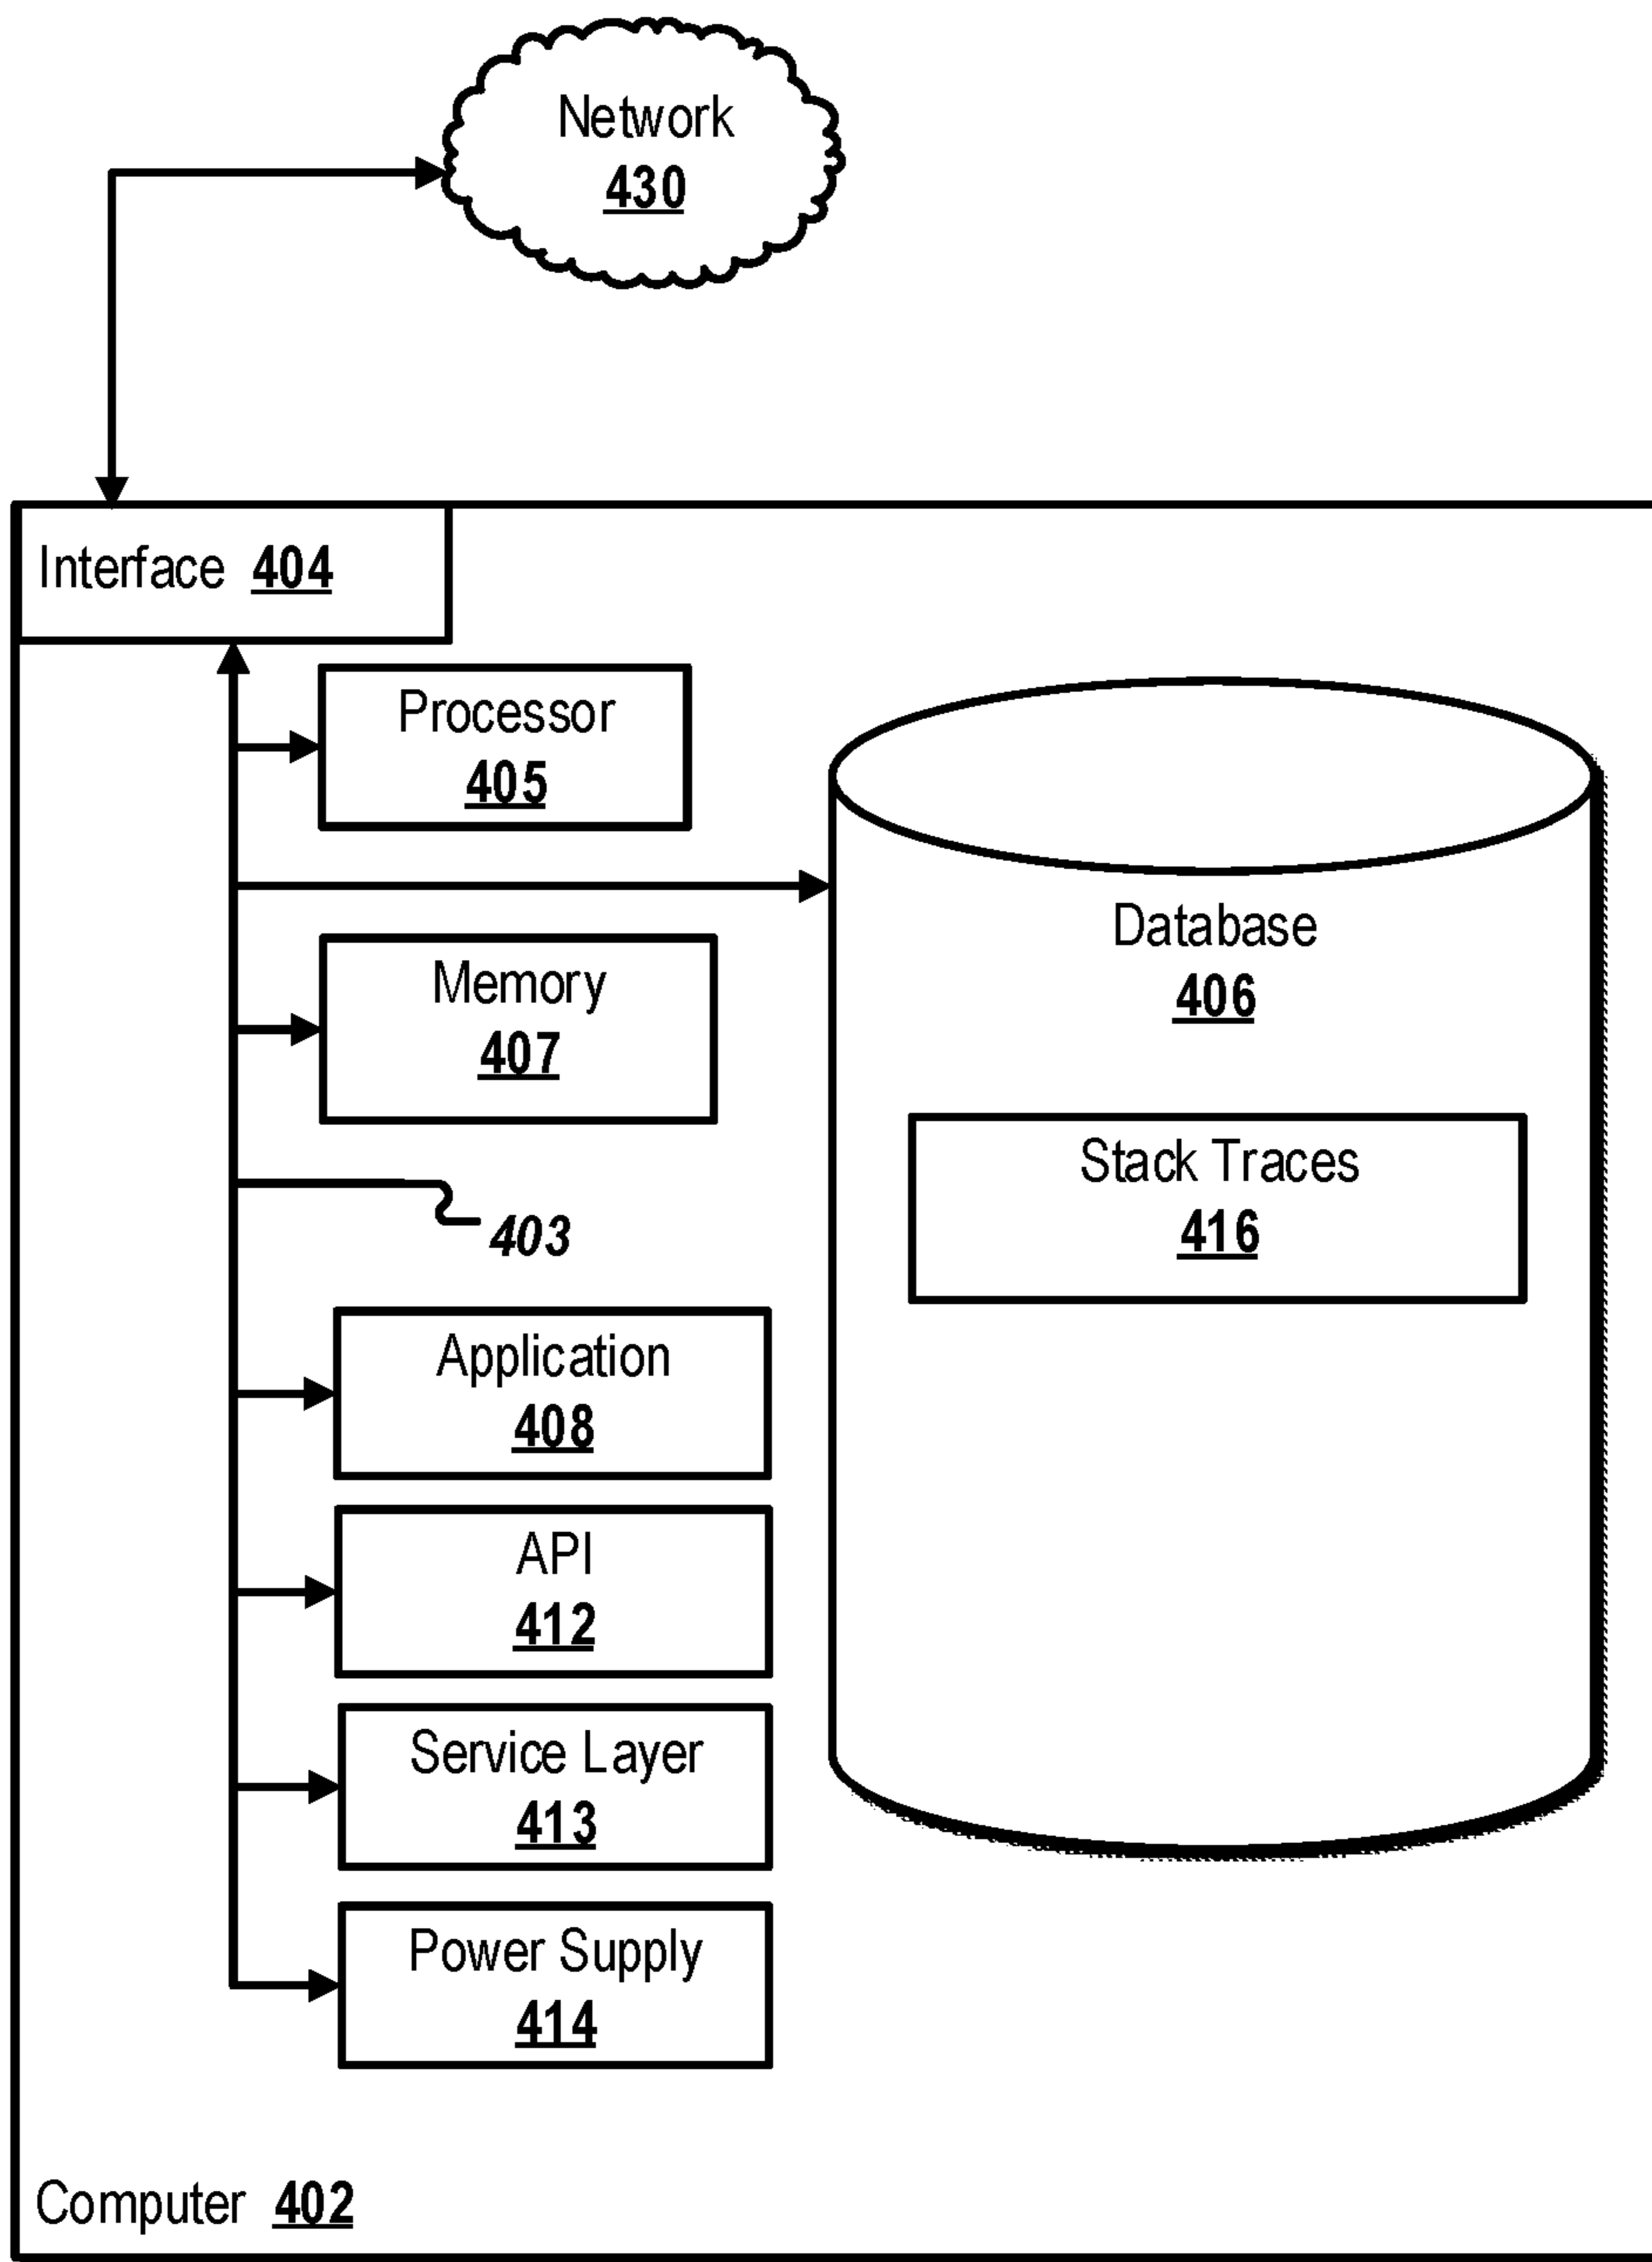 Network
430
Interface 404
Processor
405
Database
406
Memory
407
Stack Traces
416
403
Application
408
API
412
Service Layer
413
Power Supply
414
Computer 402